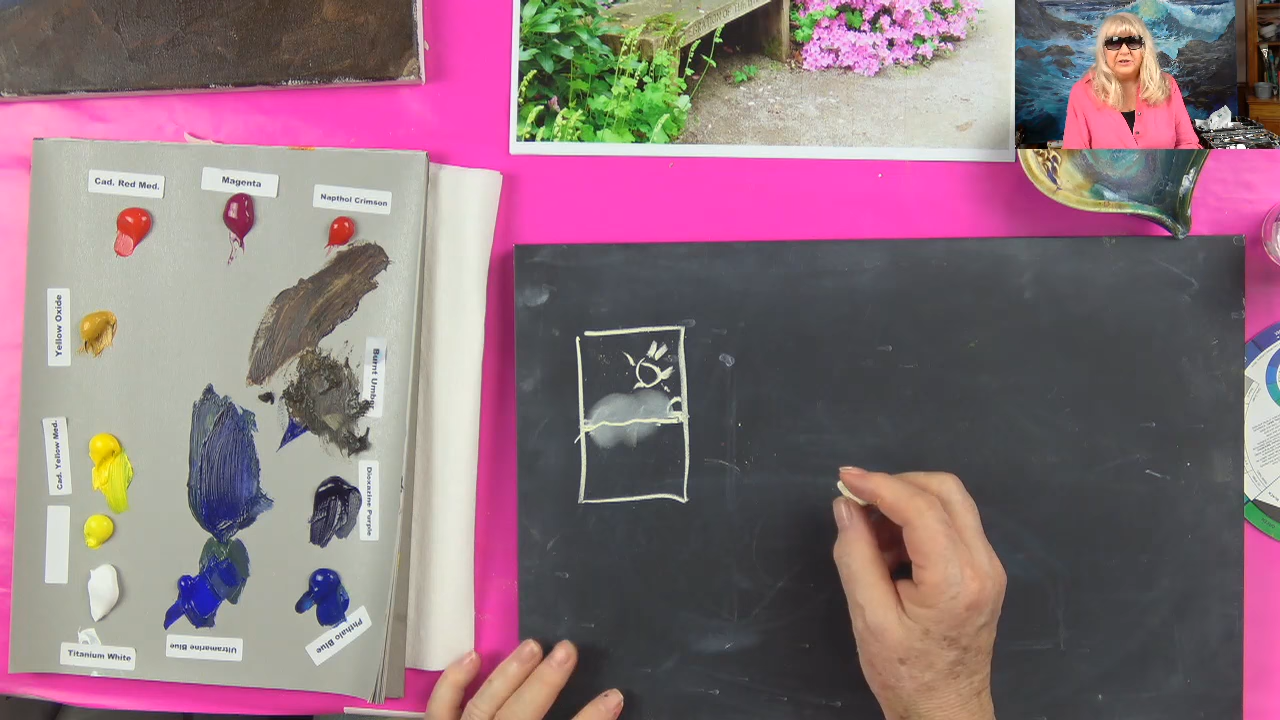 Cad. Red Med.
Magenta
Napthol Crimson
Yellow Oxide
Burnt Umber
Cad. Yellow Med.
Dioxazine Purple
Titanium White
Ultramarine Blue
Phthalo Blue